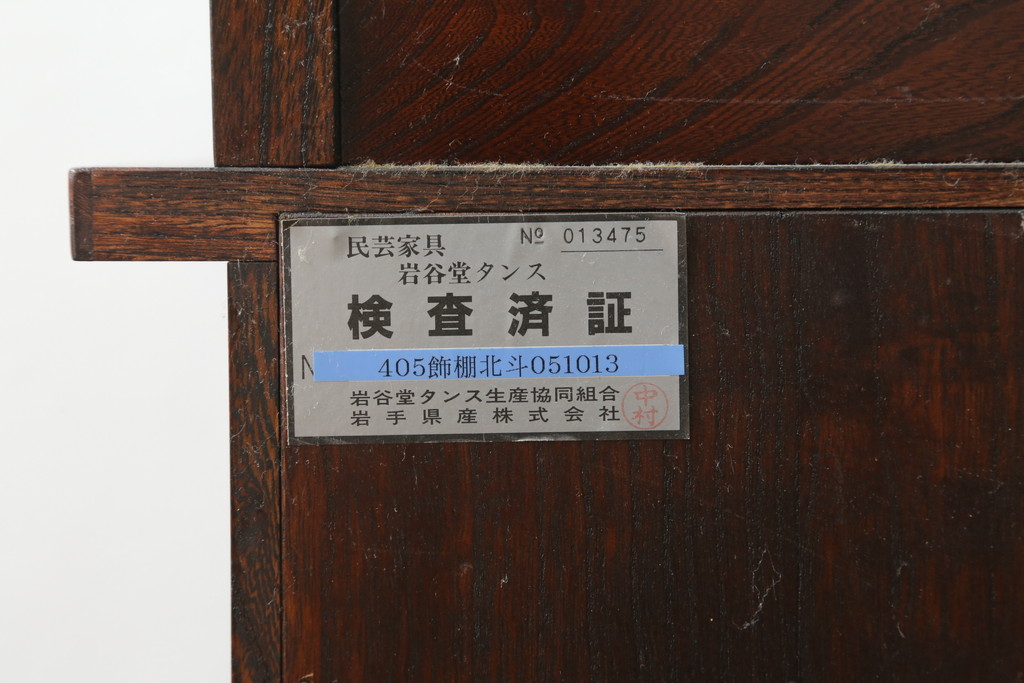 民芸家具
№ 013475
岩谷堂タンス
検査済証
N
405飾棚北斗051013
岩谷堂タンス生産協同組合
岩手県産株式会社
中村